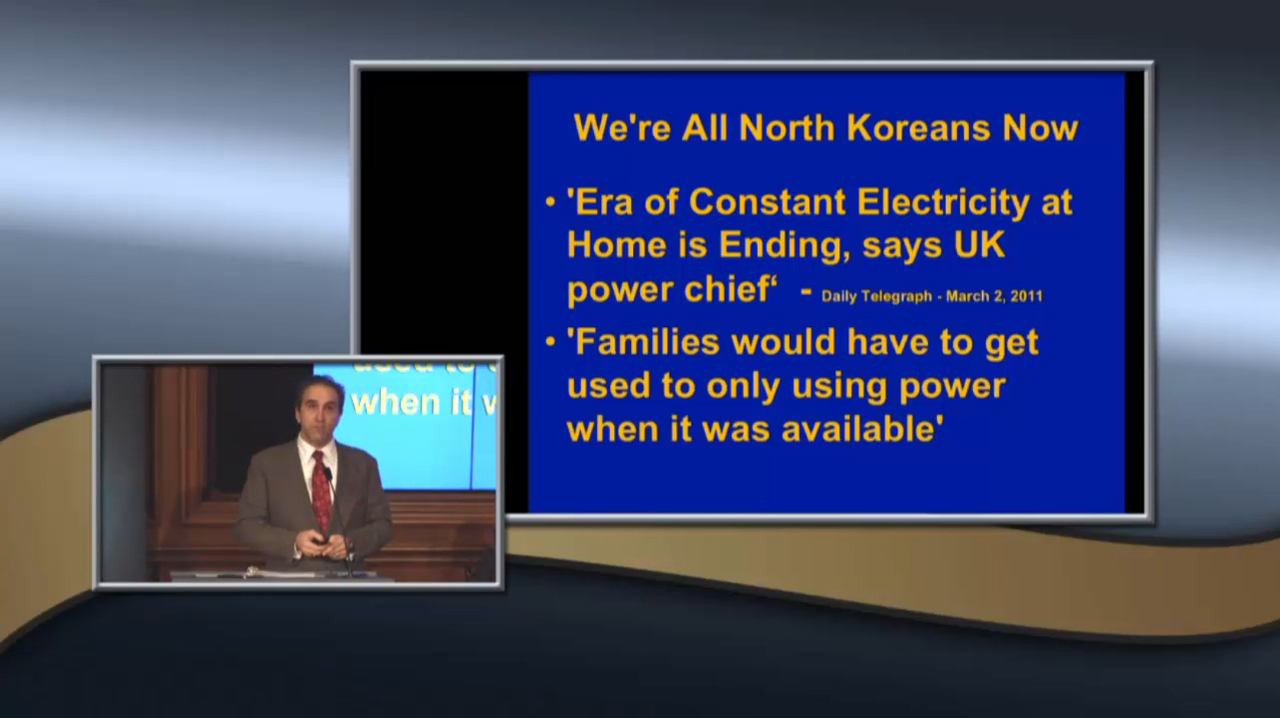 We're All North Koreans Now
• 'Era of Constant Electricity at
Home is Ending, says UK
power chief‘ - Daily Telegraph - March 2, 2011
• 'Families would have to get
used to only using power
when it was available'
used to
when it w